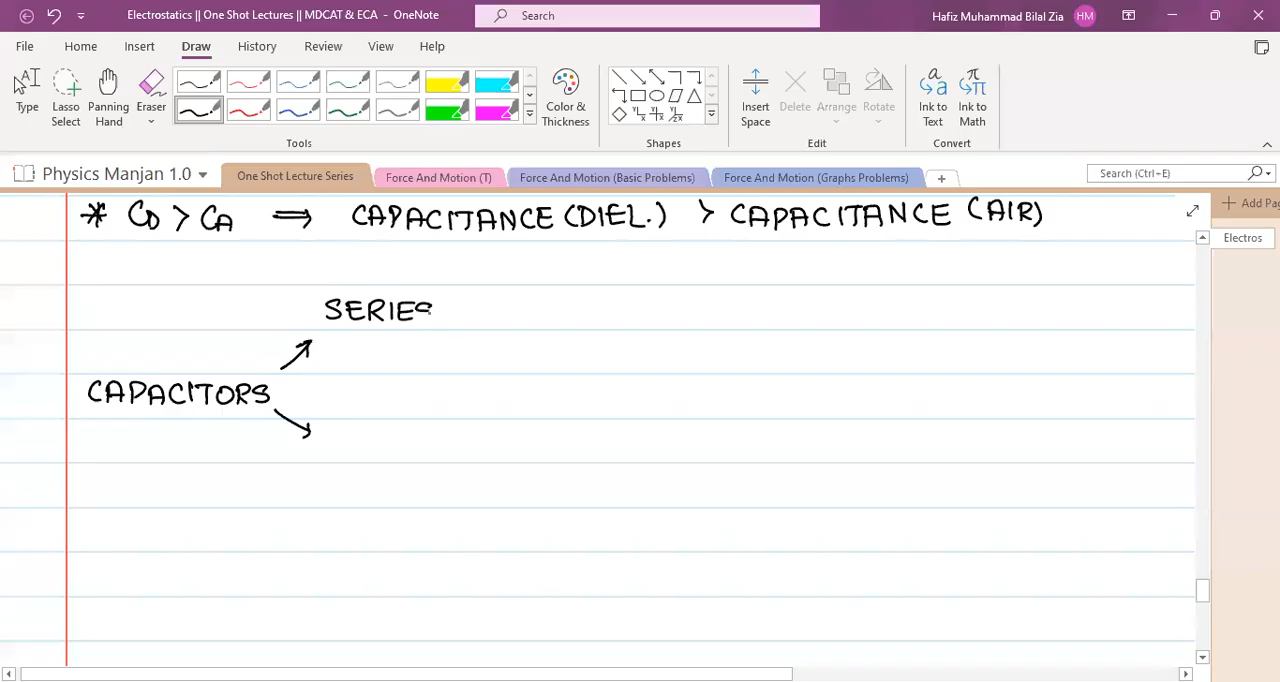 Electrostatics || One Shot Lectures || MDCAT & ECA - OneNote
Search
Hafiz Muhammad Bilal Zia
HM
File Home Insert Draw History Review View Help
Type
Lasso Select
Panning Hand
Eraser
Color & Thickness
Insert Space
Delete
Arrange
Rotate
Ink to Text
Ink to Math
Tools
Shapes
Edit
Convert
Physics Manjan 1.0
One Shot Lecture Series
Force And Motion (T)
Force And Motion (Basic Problems)
Force And Motion (Graphs Problems)
Search (Ctrl+E)
Add Pag
Electros
* CD > CA ⇒ CAPACITANCE (DIEL.) > CAPACITANCE (AIR)
SERIES
CAPACITORS